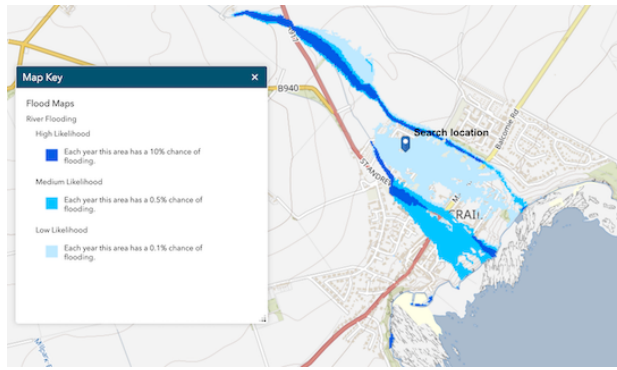 Map Key
×
Flood Maps
River Flooding
High Likelihood
Each year this area has a 10% chance of
flooding.
Medium Likelihood
Each year this area has a 0.5% chance of
flooding.
Low Likelihood
Each year this area has a 0.1% chance of
flooding.
A917
B940
Balcomie Rd
Search location
CRAIL